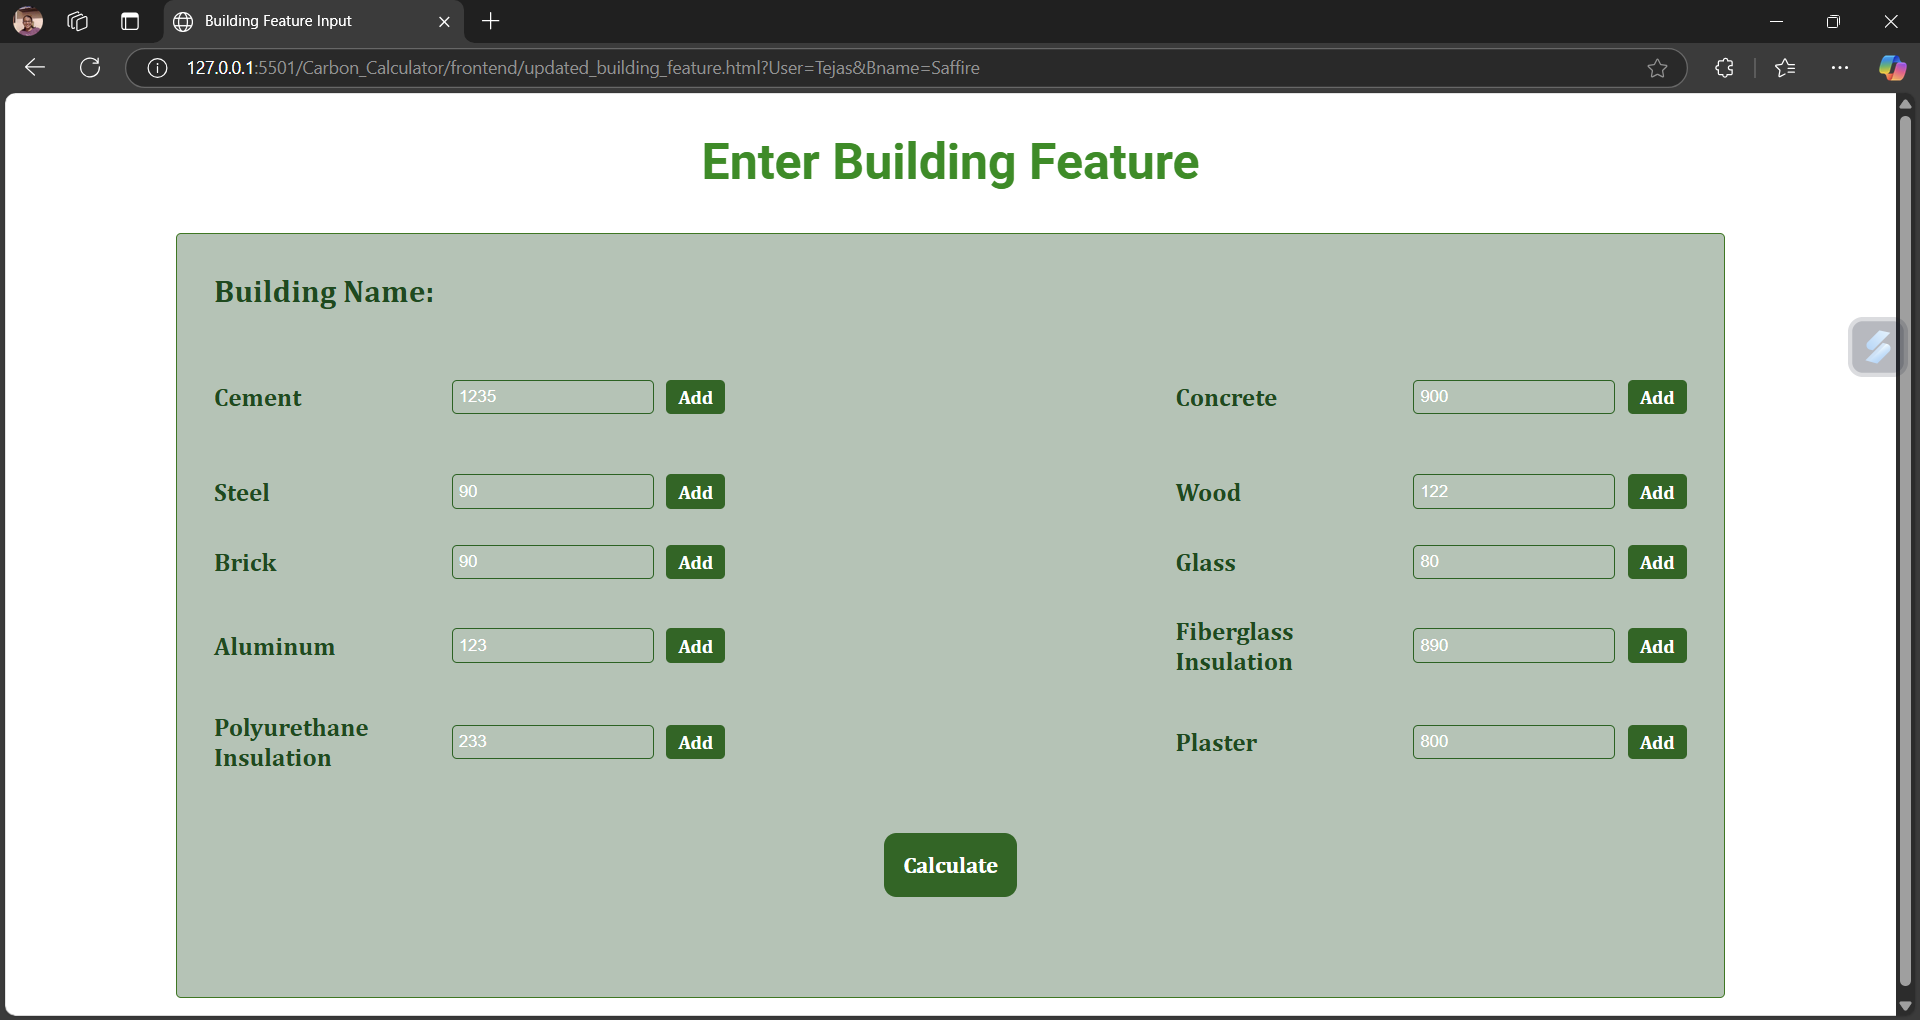 Building Feature Input
127.0.0.1:5501/Carbon_Calculator/frontend/updated_building_feature.html?User=Tejas&Bname=Saffire
Enter Building Feature
Building Name:
Cement 1235 Add Concrete 900 Add
Steel 90 Add Wood 122 Add
Brick 90 Add Glass 80 Add
Aluminum 123 Add Fiberglass
Insulation 890 Add
Polyurethane
Insulation 233 Add Plaster 800 Add
Calculate